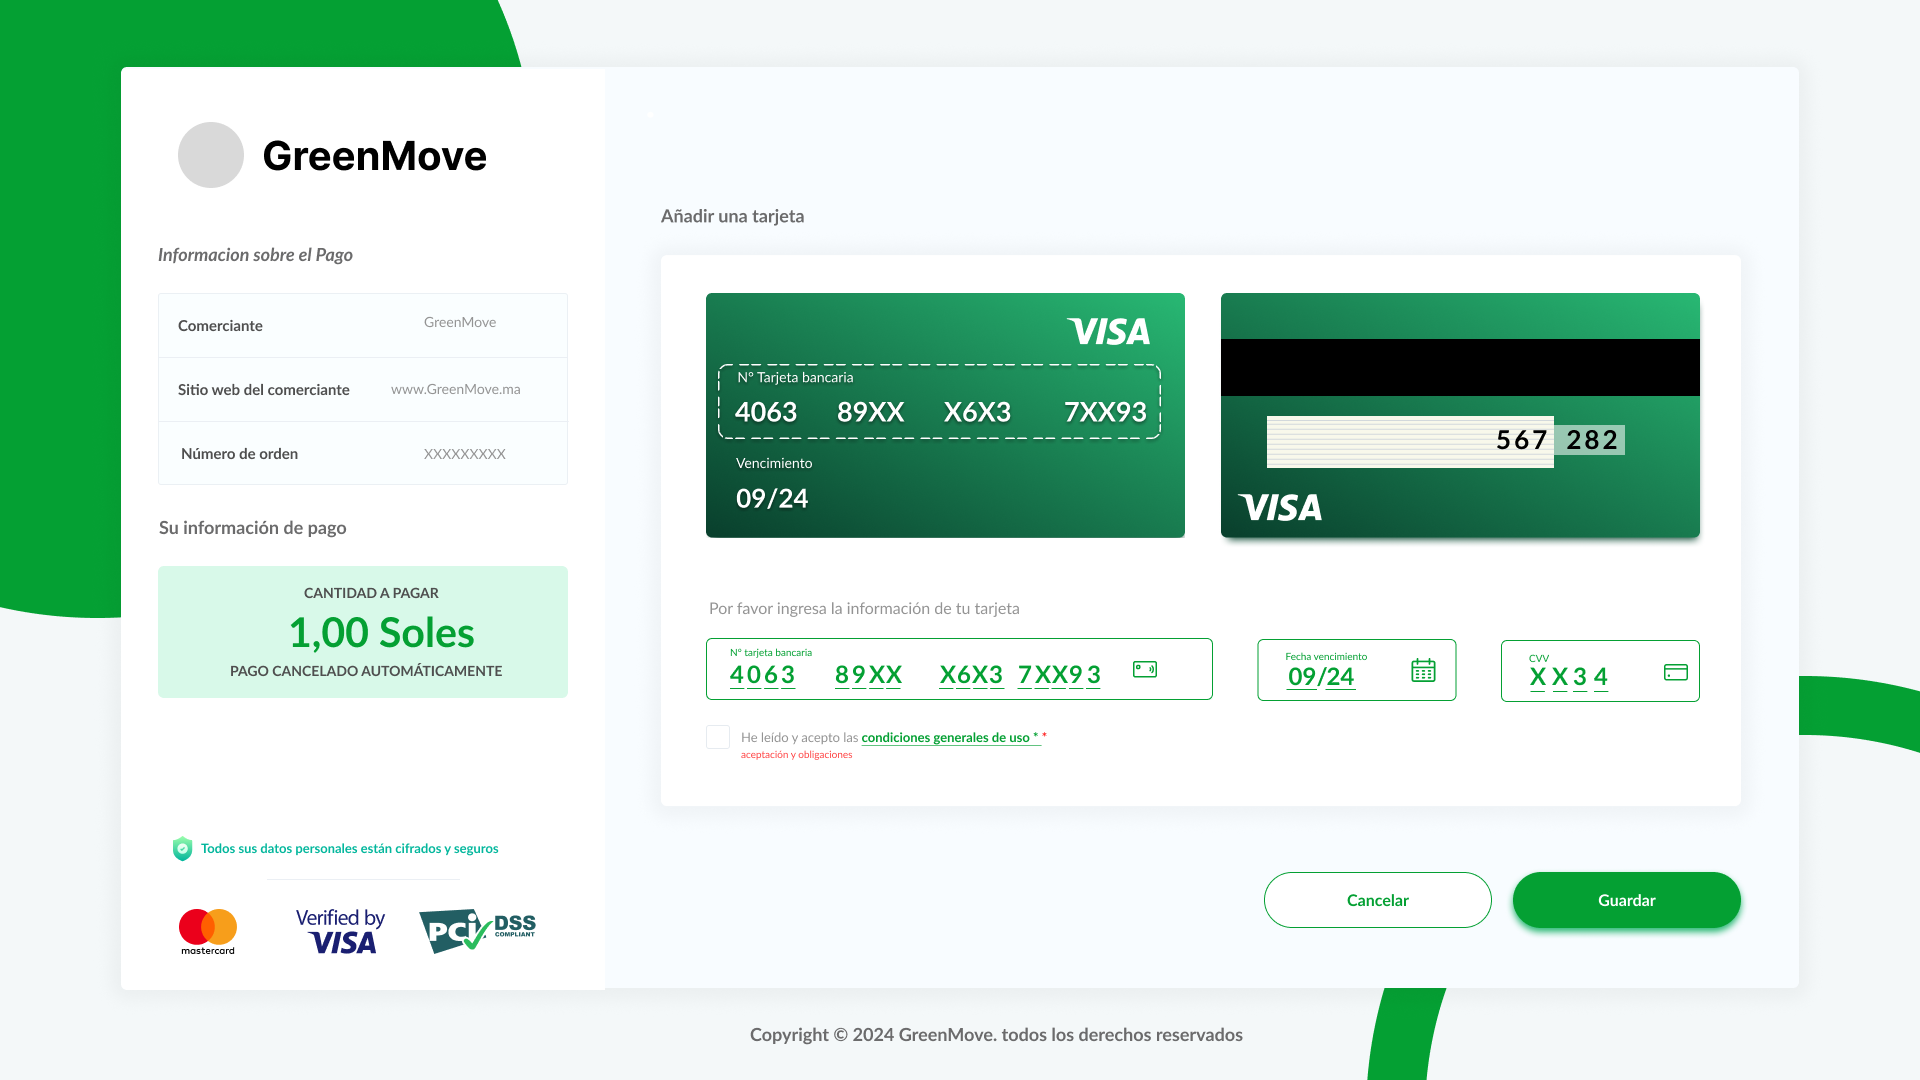 GreenMove
Informacion sobre el Pago
Comerciante GreenMove
Sitio web del comerciante www.GreenMove.ma
Número de orden XXXXXXXXX
Su información de pago
CANTIDAD A PAGAR
1,00 Soles
PAGO CANCELADO AUTOMÁTICAMENTE
Todos sus datos personales están cifrados y seguros
mastercard
Verified by
VISA
PCi DSS
COMPLIANT
Añadir una tarjeta
VISA
N° Tarjeta bancaria
4063 89XX X6X3 7XX93
Vencimiento
09/24
567 282
VISA
Por favor ingresa la información de tu tarjeta
N° tarjeta bancaria
4063 89XX X6X3 7XX93
Fecha vencimiento
09/24
CVV
XX34
He leído y acepto las condiciones generales de uso * *
aceptación y obligaciones
Cancelar
Guardar
Copyright © 2024 GreenMove. todos los derechos reservados